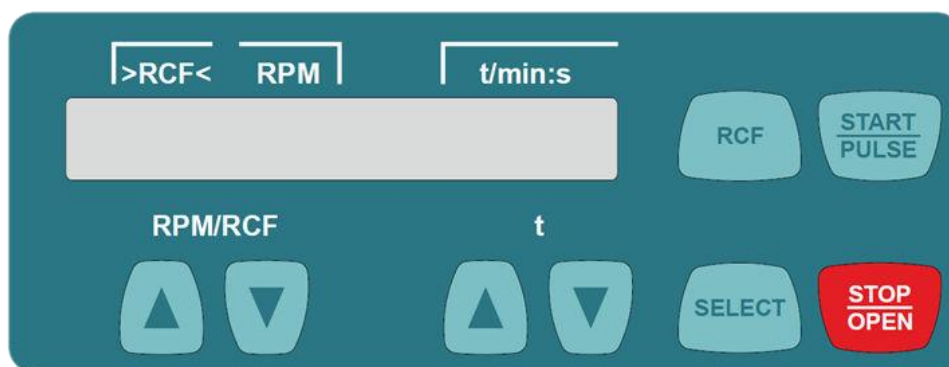 >RCF< RPM t/min:s
RCF
START
PULSE
RPM/RCF t
SELECT
STOP
OPEN